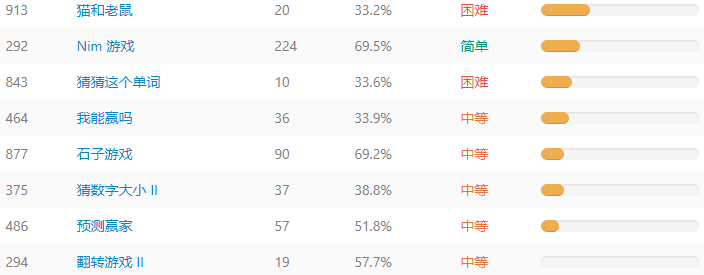 913 猫和老鼠 20 33.2% 困难
292 Nim 游戏 224 69.5% 简单
843 猜猜这个单词 10 33.6% 困难
464 我能赢吗 36 33.9% 中等
877 石子游戏 90 69.2% 中等
375 猜数字大小 II 37 38.8% 中等
486 预测赢家 57 51.8% 中等
294 翻转游戏 II 19 57.7% 中等